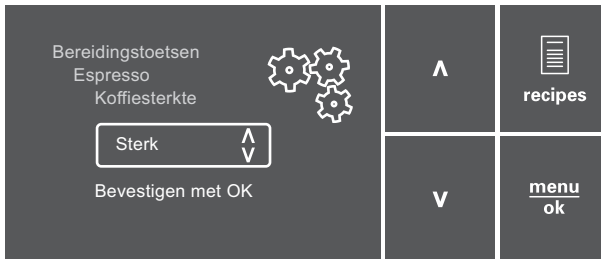 Bereidingstoetsen
Espresso
Koffiesterkte
Sterk
Bevestigen met OK
recipes
menu
ok